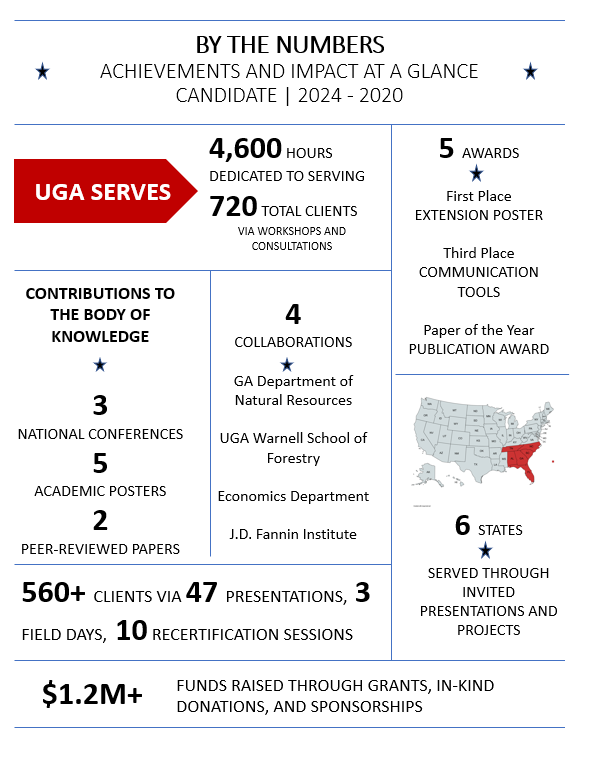 BY THE NUMBERS
ACHIEVEMENTS AND IMPACT AT A GLANCE
CANDIDATE | 2024 - 2020
UGA SERVES
4,600 HOURS
DEDICATED TO SERVING
720 TOTAL CLIENTS
VIA WORKSHOPS AND
CONSULTATIONS
5 AWARDS
First Place
EXTENSION POSTER
Third Place
COMMUNICATION
TOOLS
Paper of the Year
PUBLICATION AWARD
CONTRIBUTIONS TO
THE BODY OF
KNOWLEDGE
3
NATIONAL CONFERENCES
5
ACADEMIC POSTERS
2
PEER-REVIEWED PAPERS
4
COLLABORATIONS
GA Department of
Natural Resources
UGA Warnell School of
Forestry
Economics Department
J.D. Fannin Institute
6 STATES
SERVED THROUGH
INVITED
PRESENTATIONS AND
PROJECTS
560+ CLIENTS VIA 47 PRESENTATIONS, 3
FIELD DAYS, 10 RECERTIFICATION SESSIONS
$1.2M+
FUNDS RAISED THROUGH GRANTS, IN-KIND
DONATIONS, AND SPONSORSHIPS